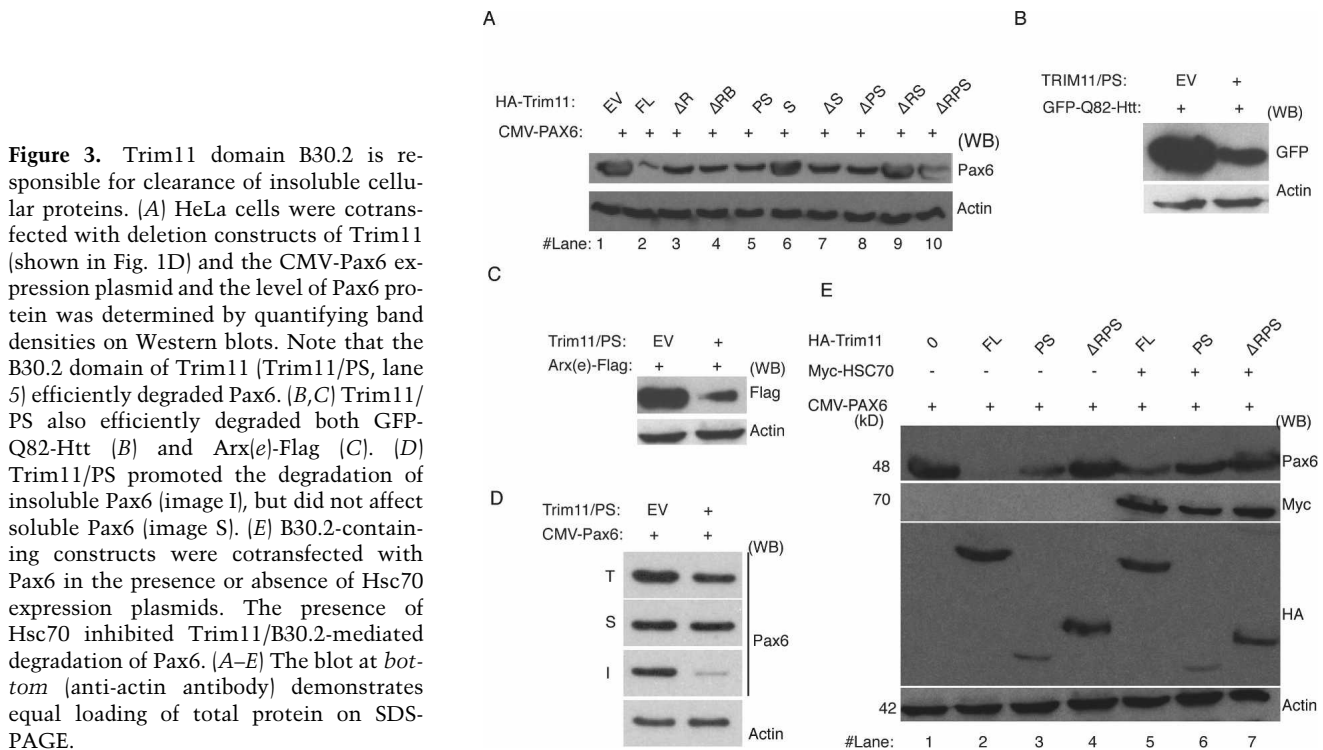 Figure 3. Trim11 domain B30.2 is re-
sponsible for clearance of insoluble cellu-
lar proteins. (A) HeLa cells were cotrans-
fected with deletion constructs of Trim11
(shown in Fig. 1D) and the CMV-Pax6 ex-
pression plasmid and the level of Pax6 pro-
tein was determined by quantifying band
densities on Western blots. Note that the
B30.2 domain of Trim11 (Trim11/PS, lane
5) efficiently degraded Pax6. (B,C) Trim11/
PS also efficiently degraded both GFP-
Q82-Htt (B) and Arx(e)-Flag (C). (D)
Trim11/PS promoted the degradation of
insoluble Pax6 (image I), but did not affect
soluble Pax6 (image S). (E) B30.2-contain-
ing constructs were cotransfected with
Pax6 in the presence or absence of Hsc70
expression plasmids. The presence of
Hsc70 inhibited Trim11/B30.2-mediated
degradation of Pax6. (A–E) The blot at bot-
tom (anti-actin antibody) demonstrates
equal loading of total protein on SDS-
PAGE.
A
HA-Trim11: EV FL ΔR ΔRB PS S ΔS ΔPS ΔRS ΔRPS
CMV-PAX6: + + + + + + + + + +
(WB)
Pax6
Actin
#Lane: 1 2 3 4 5 6 7 8 9 10
B
TRIM11/PS: EV +
GFP-Q82-Htt: + + (WB)
GFP
Actin
C
Trim11/PS: EV +
Arx(e)-Flag: + + (WB)
Flag
Actin
D
Trim11/PS: EV +
CMV-Pax6: + +
(WB)
T
S
Pax6
I
Actin
E
HA-Trim11 0 FL PS ΔRPS FL PS ΔRPS
Myc-HSC70 - - - - + + +
CMV-PAX6 + + + + + + +
(kD) (WB)
48 Pax6
70 Myc
HA
42 Actin
#Lane: 1 2 3 4 5 6 7